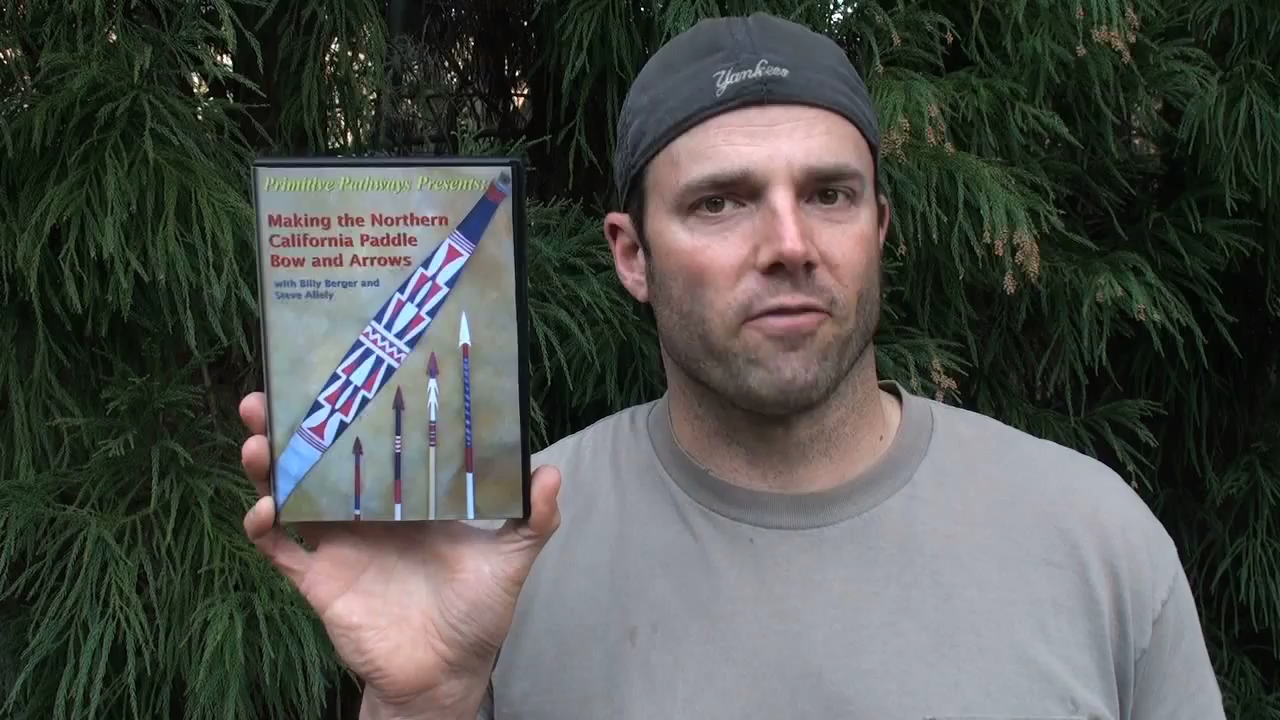 Yankees
Primitive Pathways Presents:
Making the Northern
California Paddle
Bow and Arrows
with Billy Berger and
Steve Allely